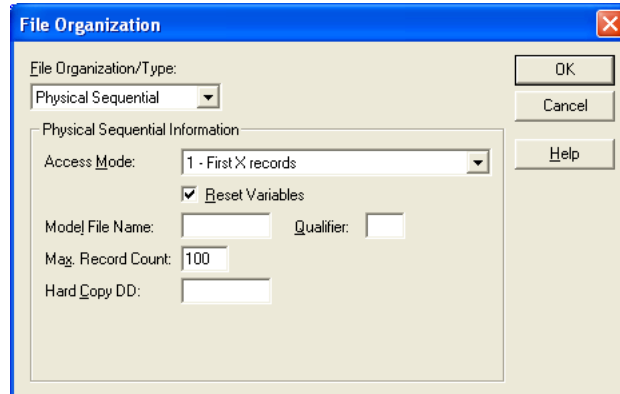 File Organization
File Organization/Type:
Physical Sequential
OK
Cancel
Help
Physical Sequential Information
Access Mode: 1 - First X records
Reset Variables
Model File Name: Qualifier:
Max. Record Count: 100
Hard Copy DD: